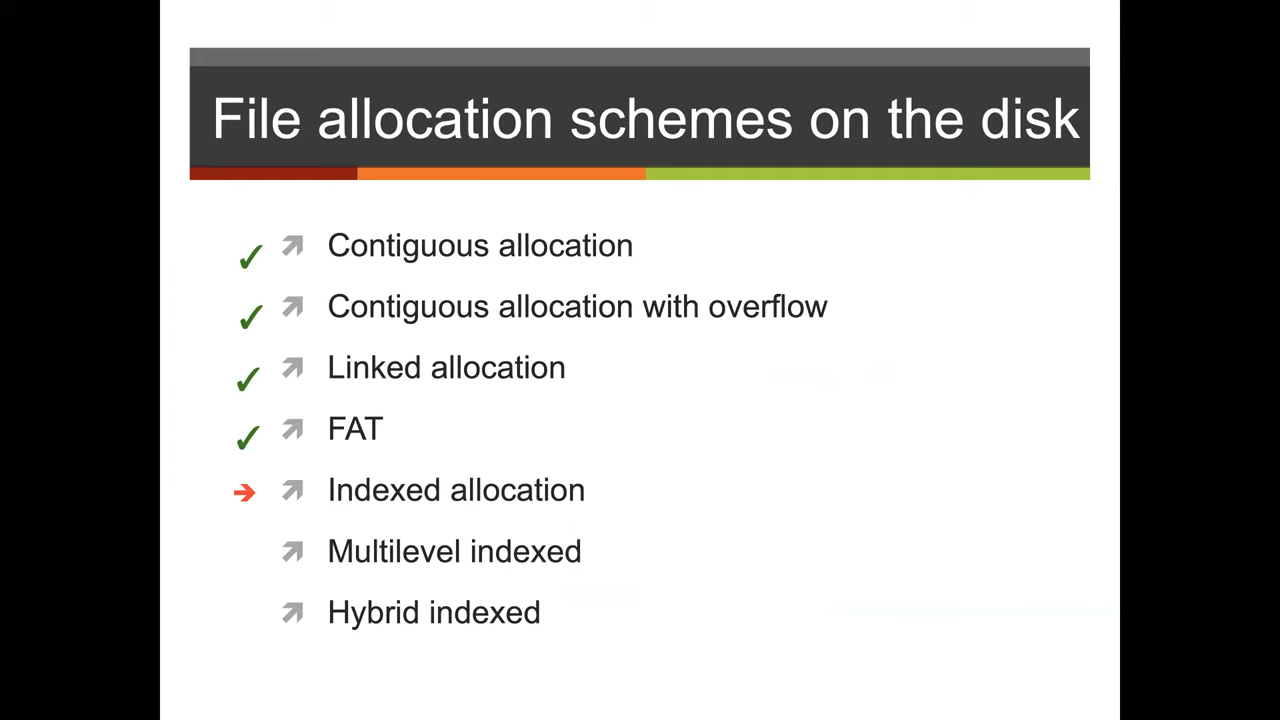 File allocation schemes on the disk
Contiguous allocation
Contiguous allocation with overflow
Linked allocation
FAT
Indexed allocation
Multilevel indexed
Hybrid indexed